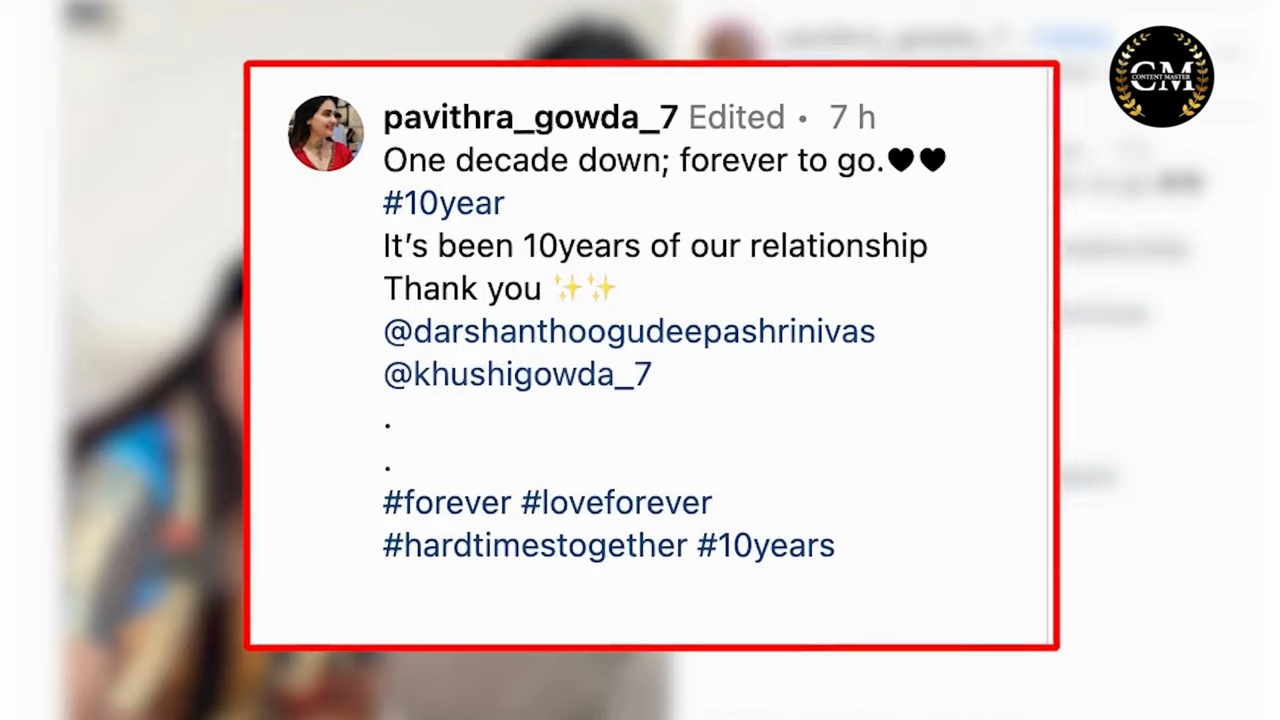 pavithra_gowda_7 Edited • 7 h
One decade down; forever to go.🖤🖤
#10year
It’s been 10years of our relationship
Thank you ✨✨
@darshanthoogudeepashrinivas
@khushigowda_7
.
.
#forever #loveforever
#hardtimestogether #10years
CM
CONTENT MASTER